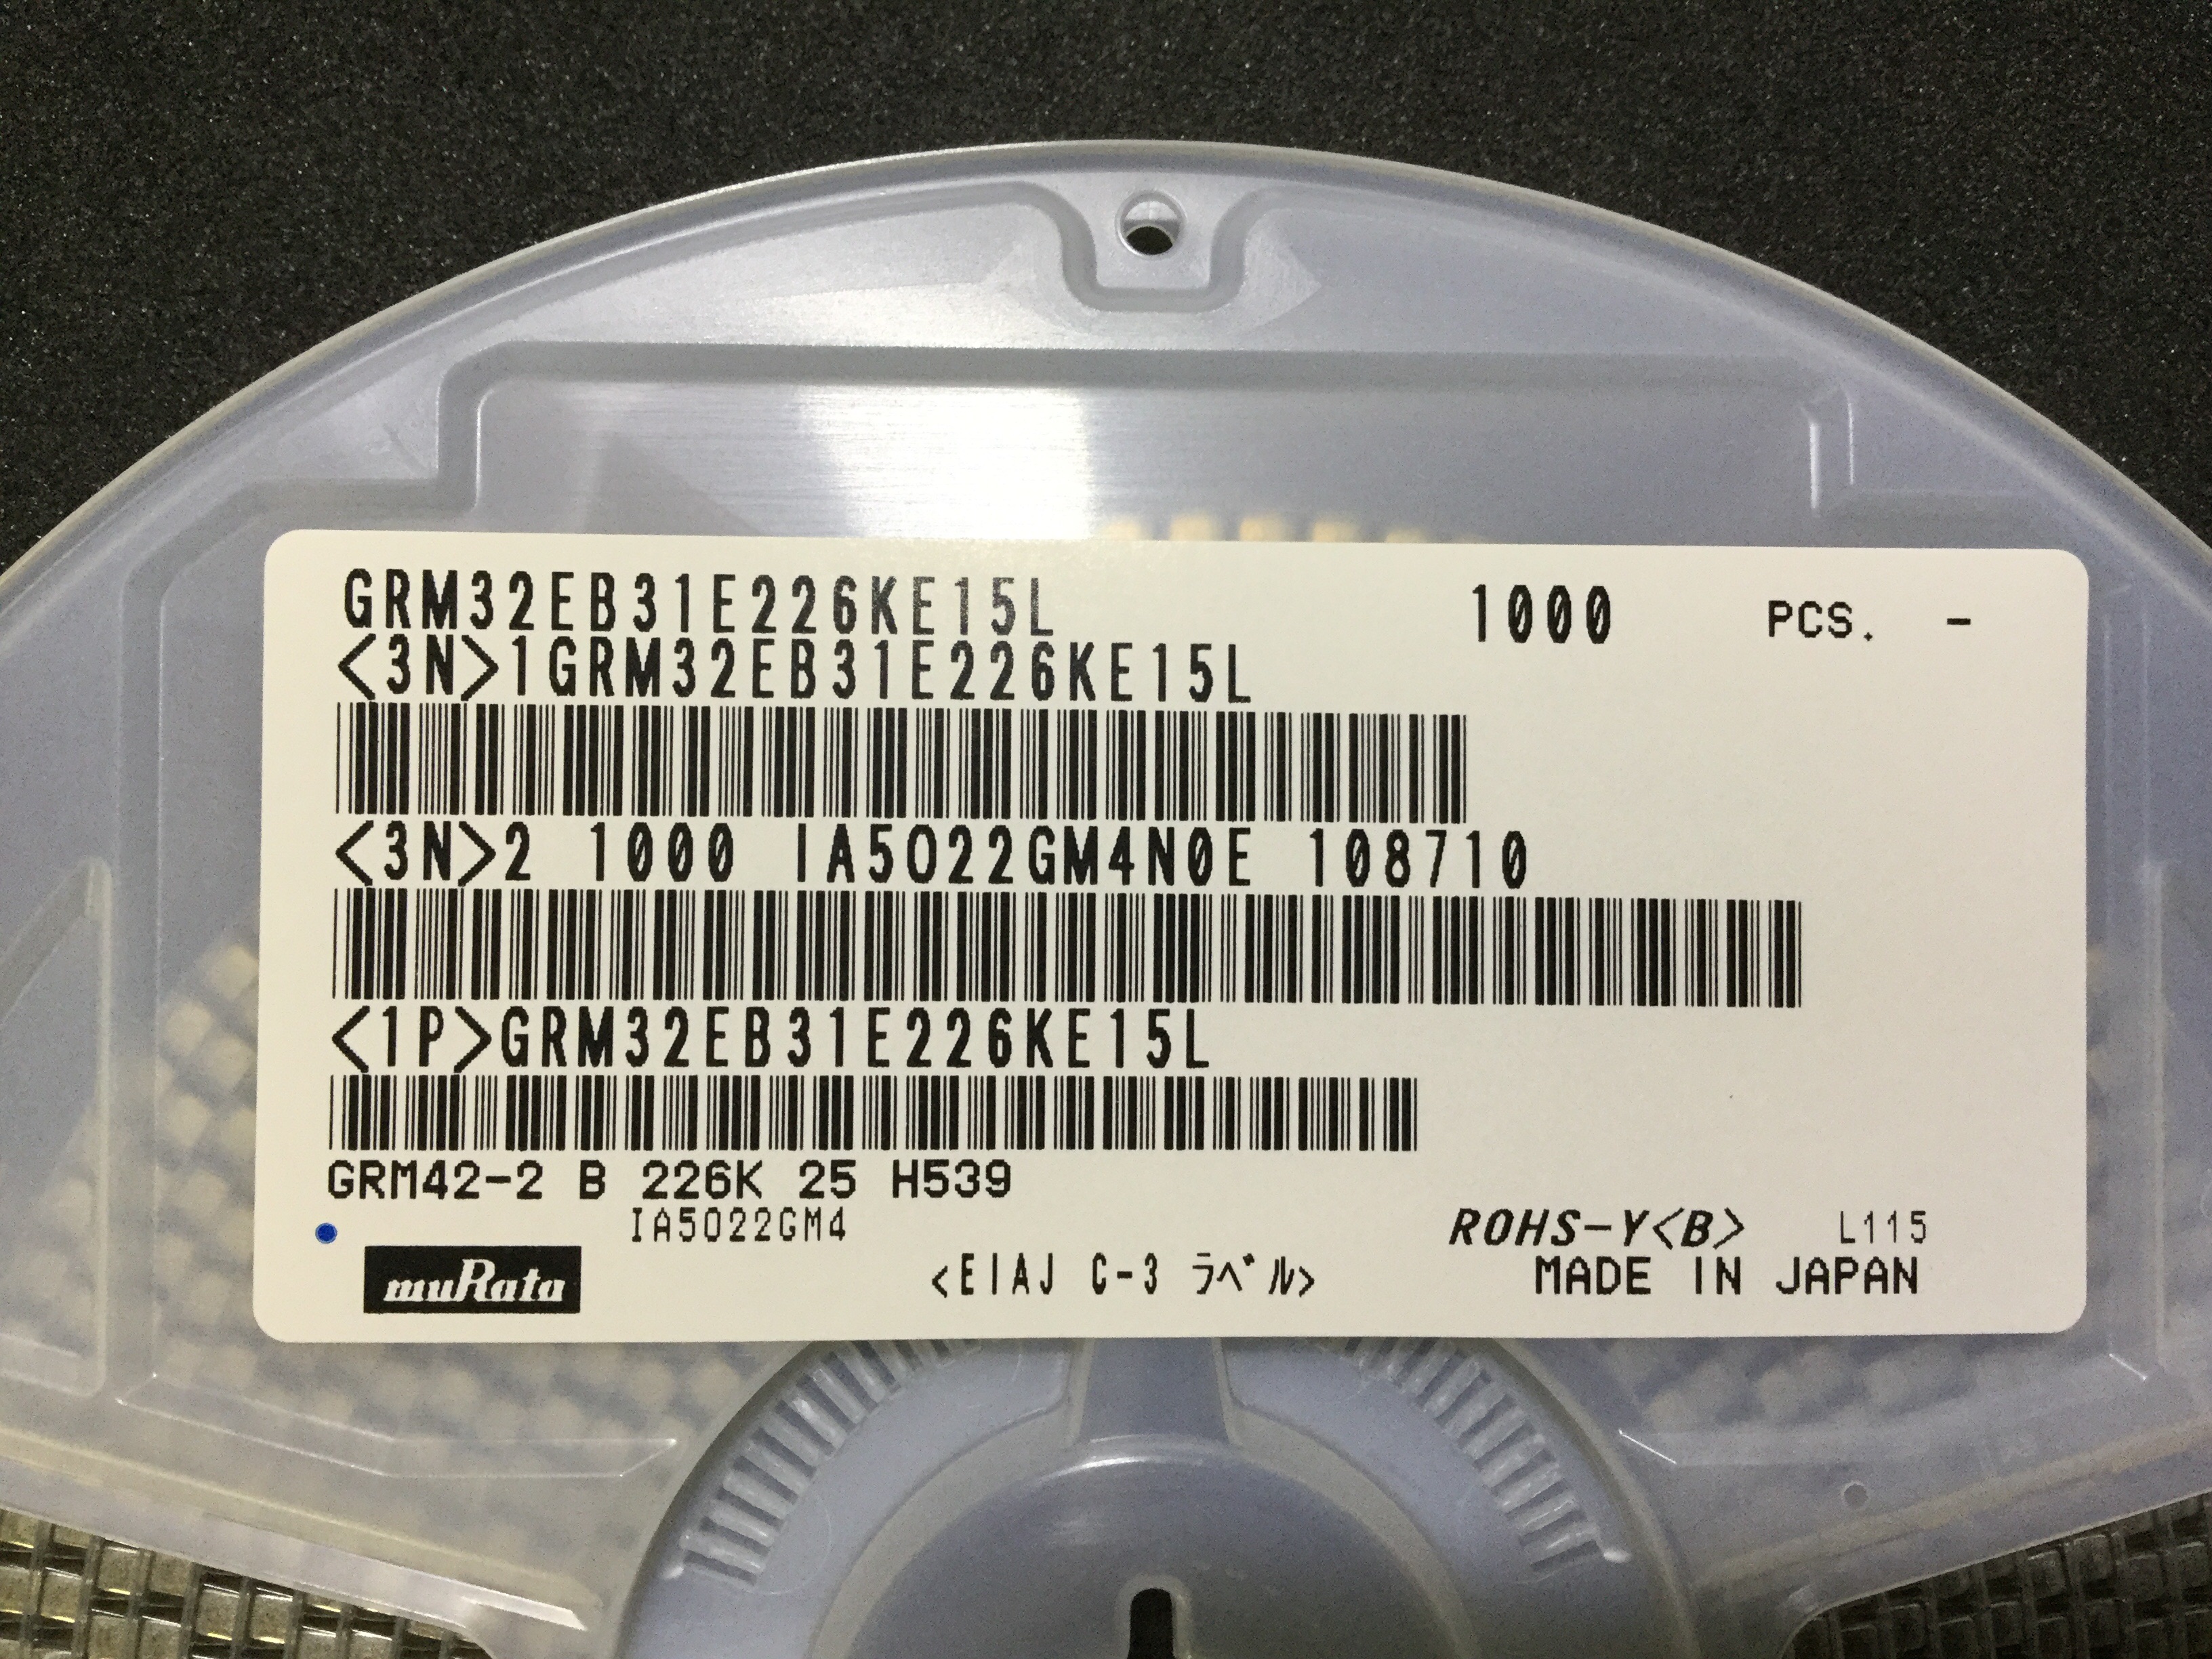 GRM32EB31E226KE15L 1000 PCS. -
<3N>1GRM32EB31E226KE15L
<3N>2 1000 IA5022GM4N0E 108710
<1P>GRM32EB31E226KE15L
GRM42-2 B 226K 25 H539
IA5022GM4 ROHS-Y<B> L115
muRata <EIAJ C-3 ラベル> MADE IN JAPAN